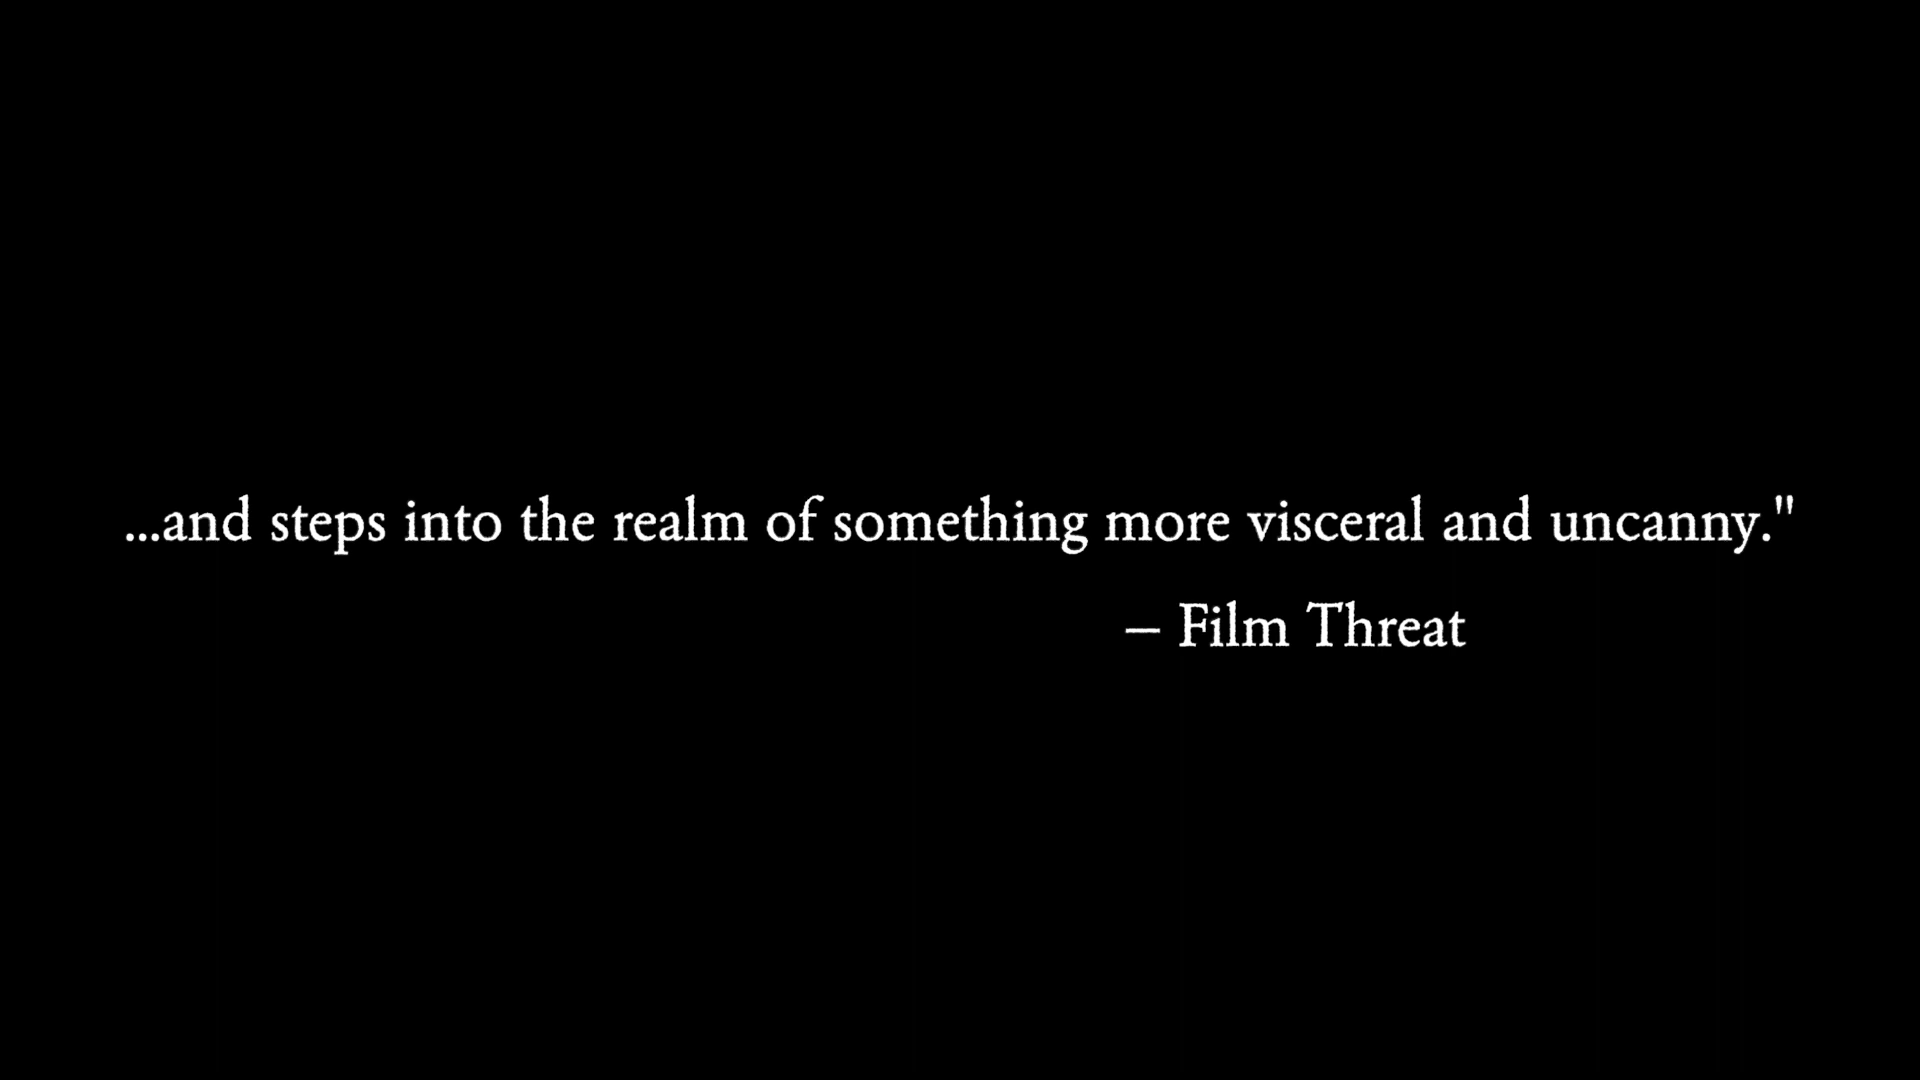 ...and steps into the realm of something more visceral and uncanny."
– Film Threat